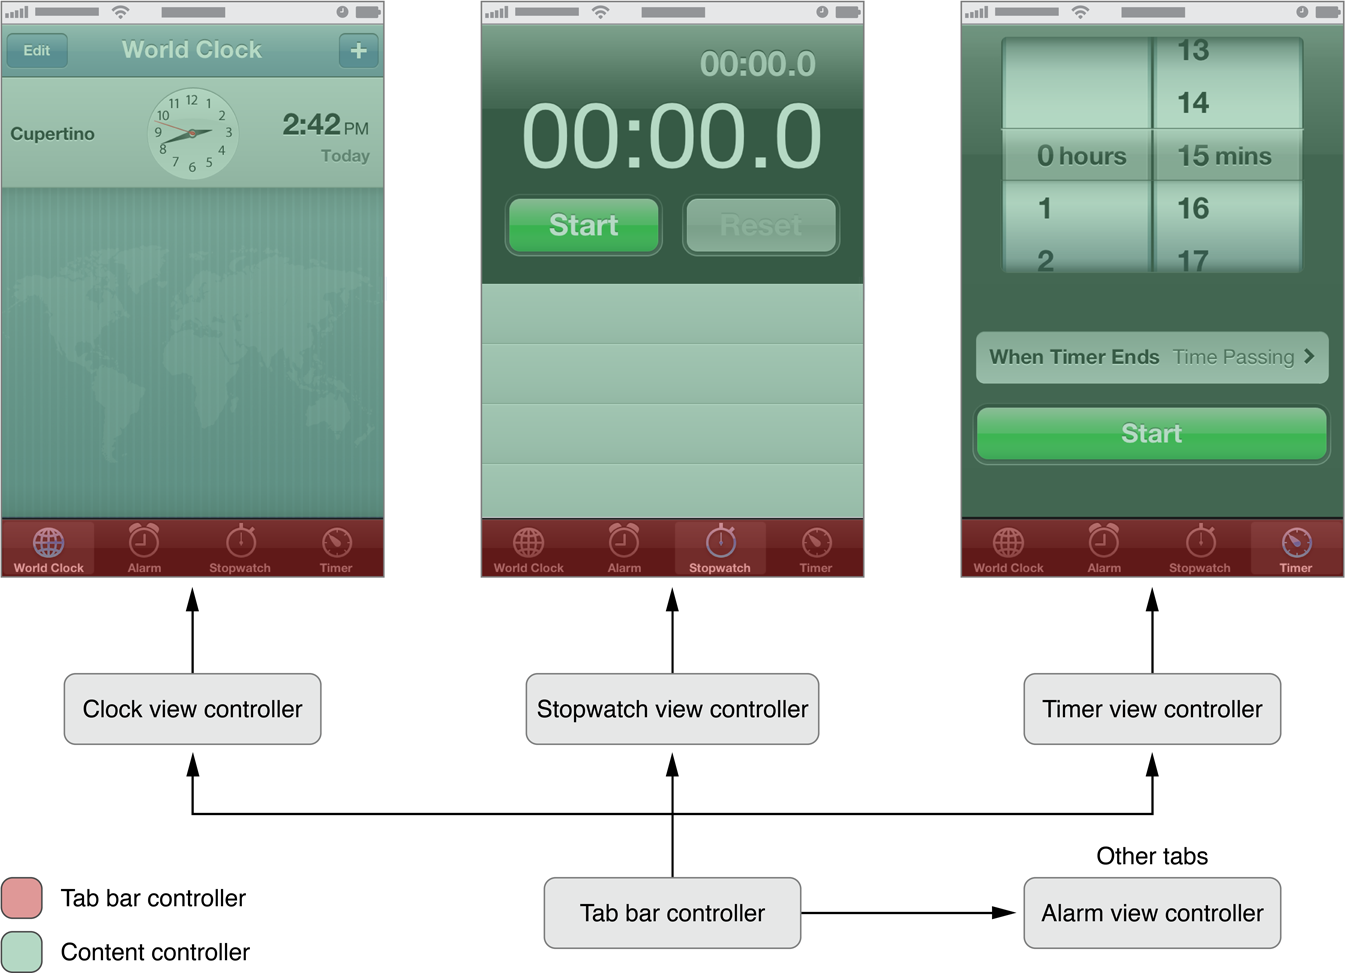 Edit World Clock +
Cupertino
11 12 1
10 2
9 3
8 4
7 6 5
2:42 PM
Today
World Clock Alarm Stopwatch Timer
00:00.0
00:00.0
Start Reset
World Clock Alarm Stopwatch Timer
13
14
0 hours 15 mins
1 16
2 17
When Timer Ends Time Passing
Start
World Clock Alarm Stopwatch Timer
Clock view controller
Stopwatch view controller
Timer view controller
Other tabs
Tab bar controller
Alarm view controller
Tab bar controller
Content controller